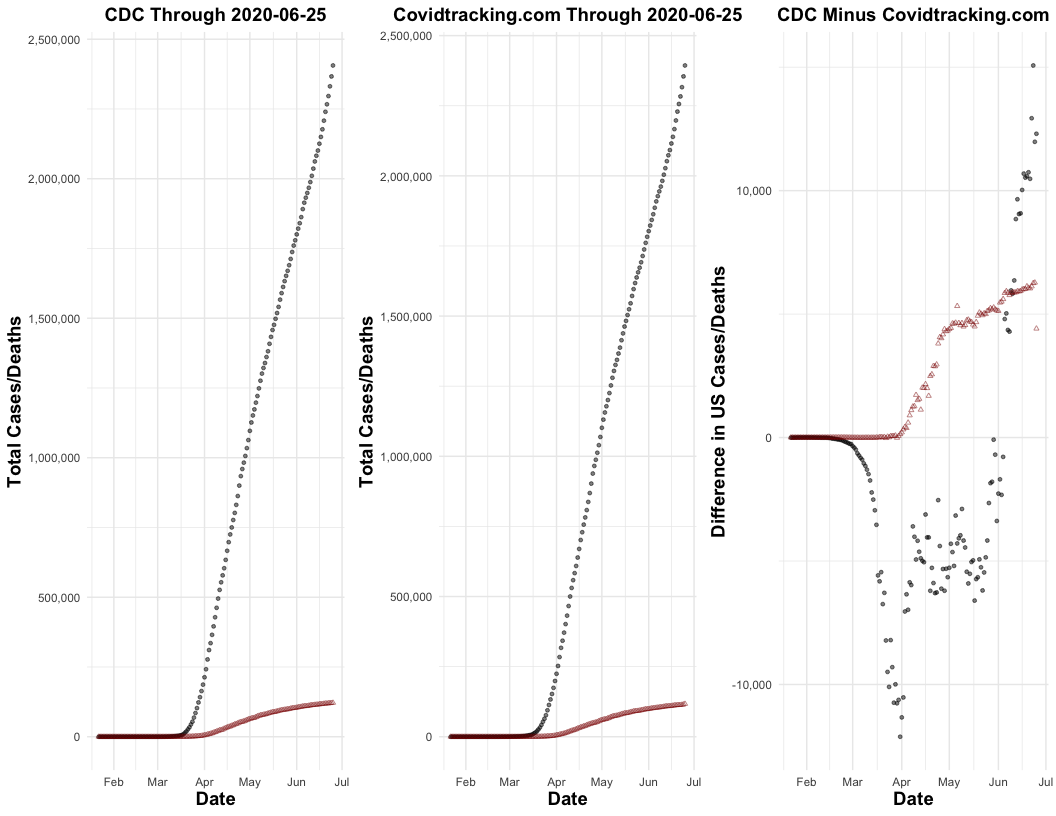 CDC Through 2020-06-25
Total Cases/Deaths
2,500,000
2,000,000
1,500,000
1,000,000
500,000
0
Feb Mar Apr May Jun Jul
Date
Covidtracking.com Through 2020-06-25
Total Cases/Deaths
2,500,000
2,000,000
1,500,000
1,000,000
500,000
0
Feb Mar Apr May Jun Jul
Date
CDC Minus Covidtracking.com
Difference in US Cases/Deaths
10,000
0
-10,000
Feb Mar Apr May Jun Jul
Date